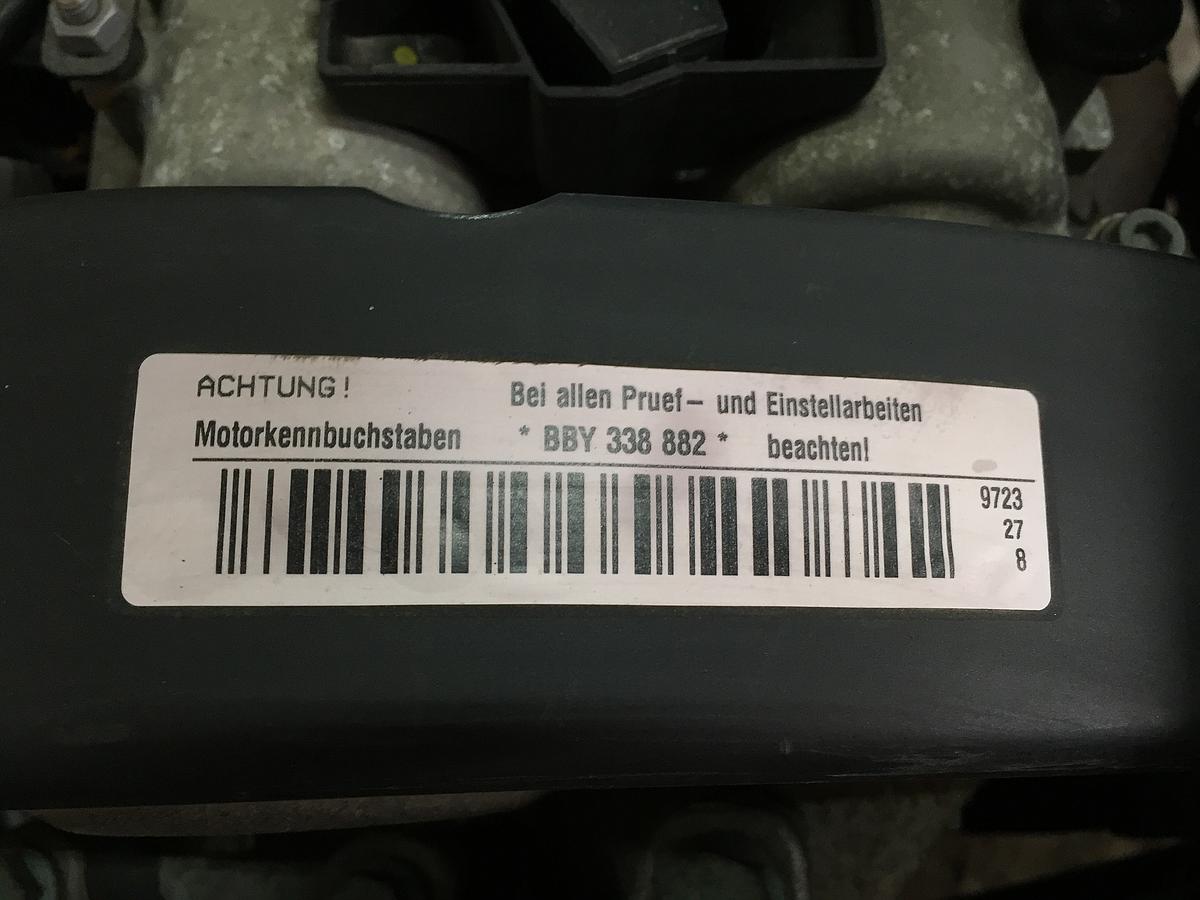 ACHTUNG! Bei allen Pruef- und Einstellarbeiten
Motorkennbuchstaben * BBY 338 882 * beachten!
9723
27
8